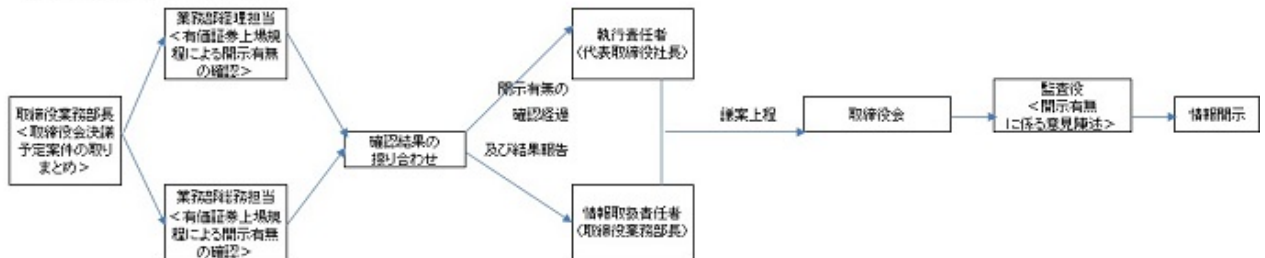 業務部経理担当
<有価証券上場規
程による開示有無
の確認>
取締役業務部長
<取締役会決議
予定案件の取り
まとめ>
業務部総務担当
<有価証券上場規
程による開示有無
の確認>
確認結果の
摺り合わせ
開示有無の
確認経過
及び結果報告
執行責任者
(代表取締役社長)
情報取扱責任者
(取締役業務部長)
議案上程
取締役会
監査役
<開示有無
に係る意見陳述>
情報開示